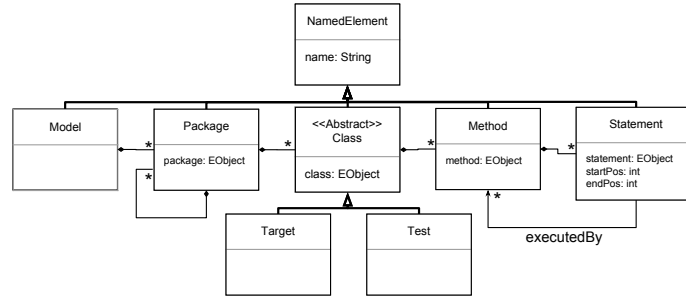 NamedElement
name: String
Model
Package
package: EObject
<<Abstract>>
Class
class: EObject
Method
method: EObject
Statement
statement: EObject
startPos: int
endPos: int
*
*
*
*
*
*
executedBy
Target
Test